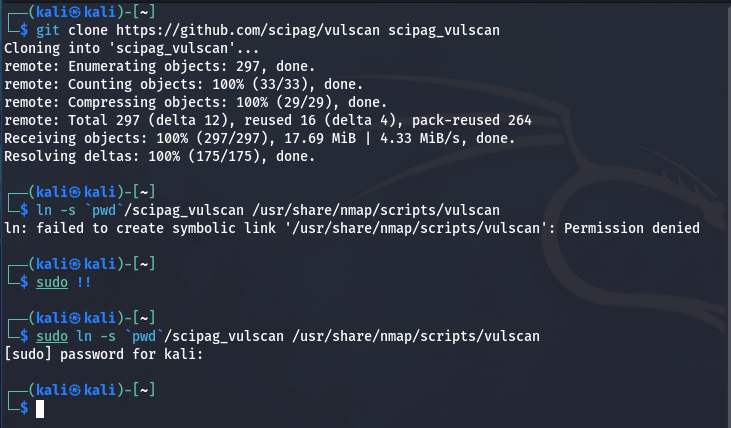 ┌──(kali㉿kali)-[~]
└─$ git clone https://github.com/scipag/vulscan scipag_vulscan
Cloning into 'scipag_vulscan'...
remote: Enumerating objects: 297, done.
remote: Counting objects: 100% (33/33), done.
remote: Compressing objects: 100% (29/29), done.
remote: Total 297 (delta 12), reused 16 (delta 4), pack-reused 264
Receiving objects: 100% (297/297), 17.69 MiB | 4.33 MiB/s, done.
Resolving deltas: 100% (175/175), done.
┌──(kali㉿kali)-[~]
└─$ ln -s `pwd`/scipag_vulscan /usr/share/nmap/scripts/vulscan
ln: failed to create symbolic link '/usr/share/nmap/scripts/vulscan': Permission denied
┌──(kali㉿kali)-[~]
└─$ sudo !!
┌──(kali㉿kali)-[~]
└─$ sudo ln -s `pwd`/scipag_vulscan /usr/share/nmap/scripts/vulscan
[sudo] password for kali:
┌──(kali㉿kali)-[~]
└─$